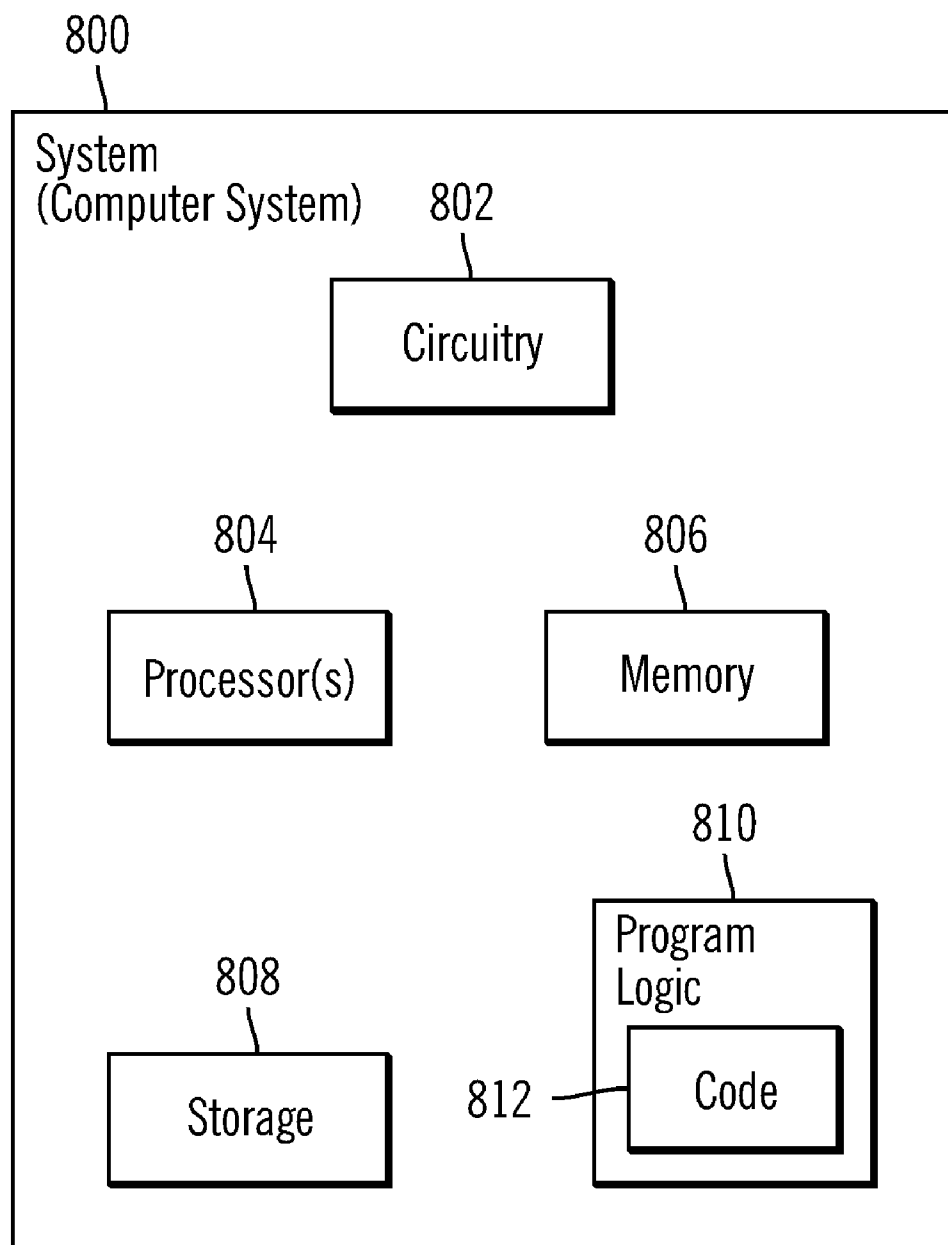 800
System
(Computer System)
802
Circuitry
804
806
Processor(s)
Memory
810
Program
Logic
808
812
Code
Storage